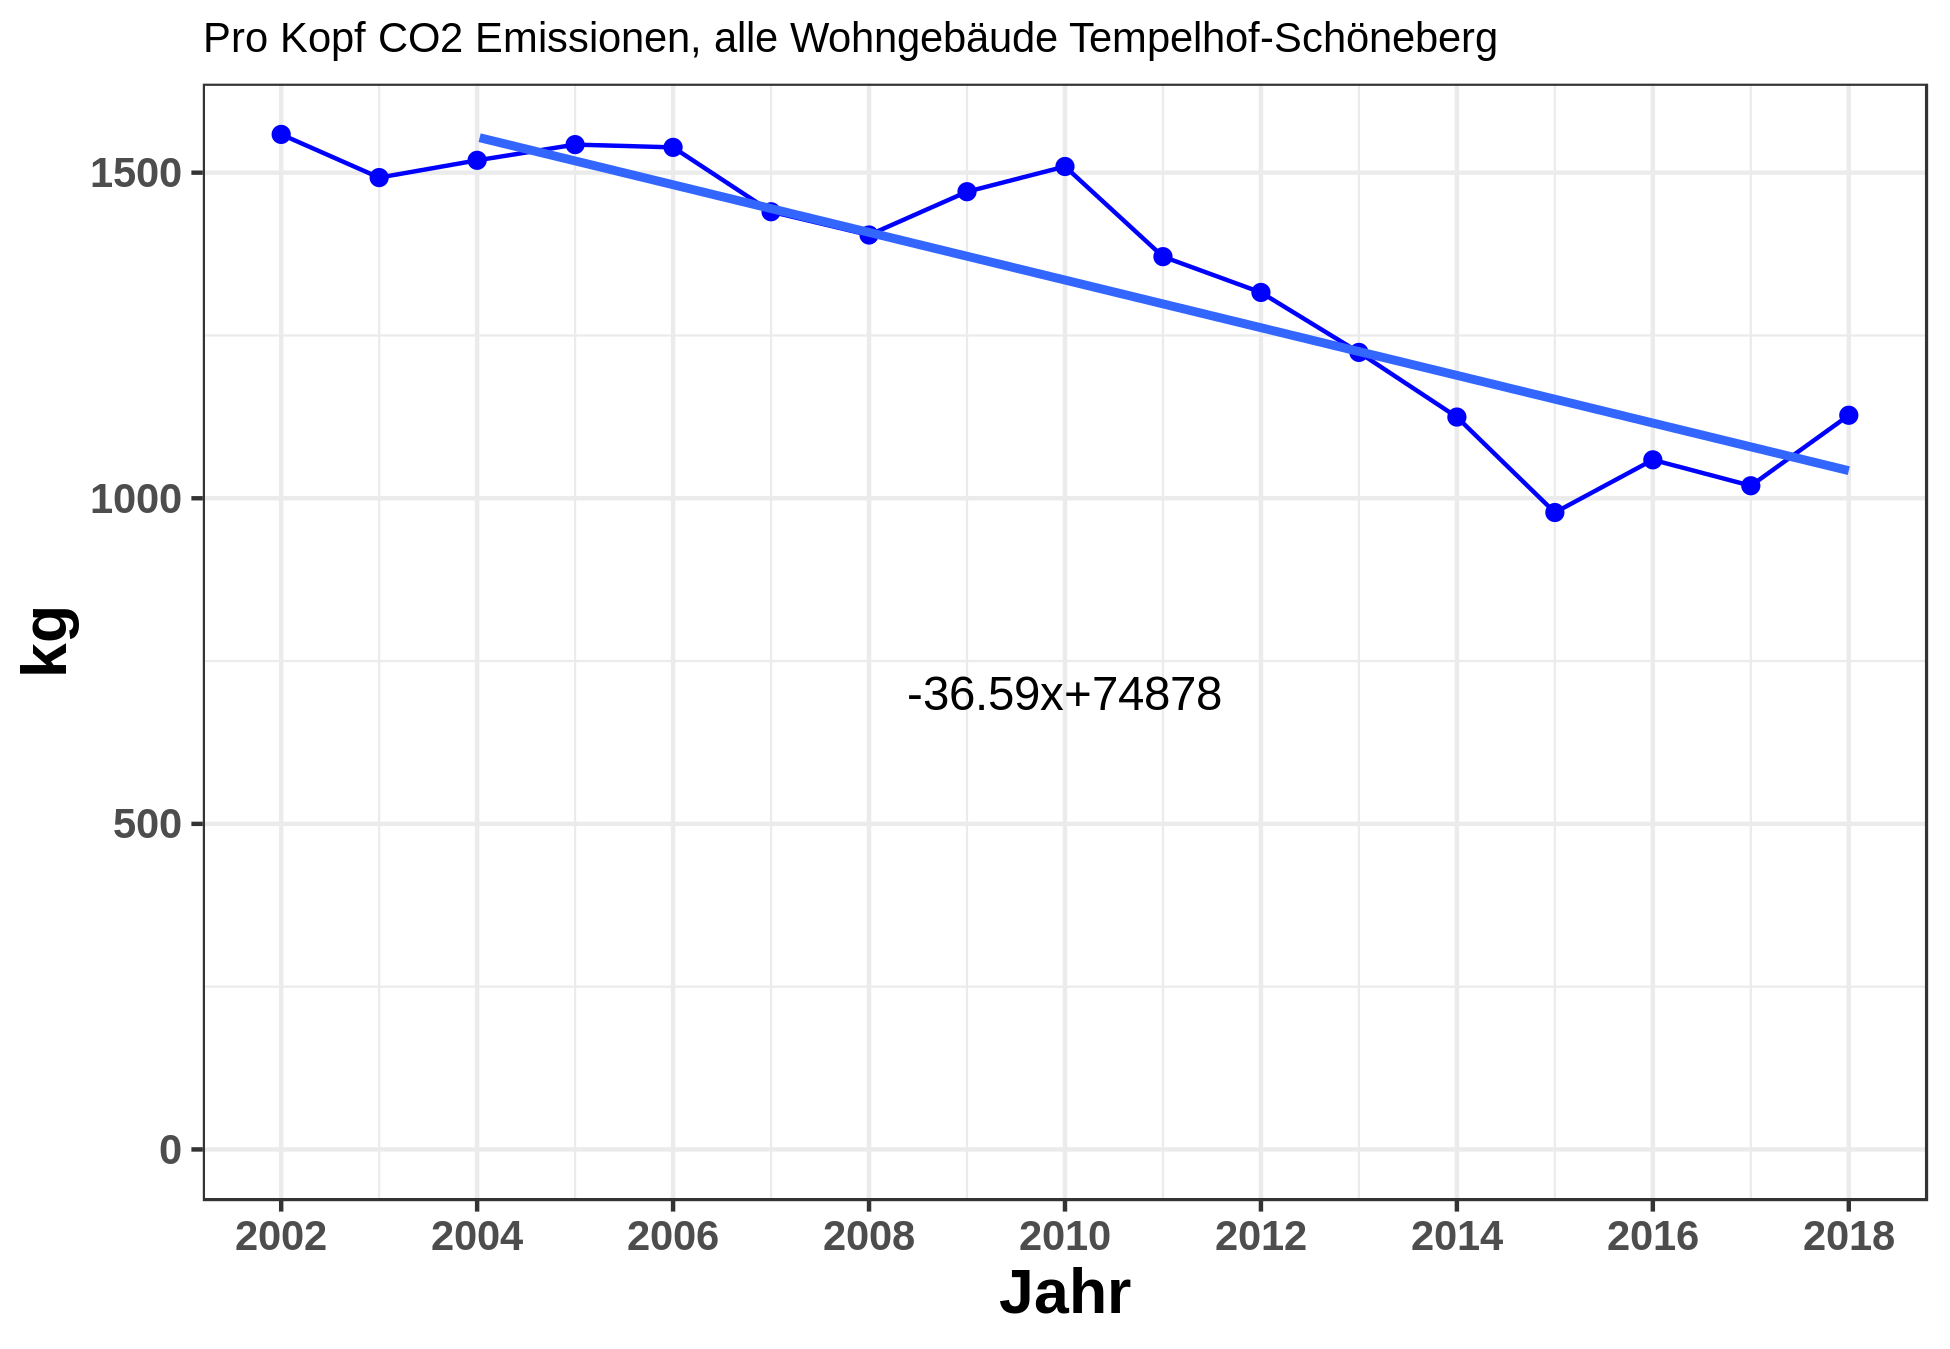 Pro Kopf CO2 Emissionen, alle Wohngebäude Tempelhof-Schöneberg
1500
1000
500
0
kg
-36.59x+74878
2002 2004 2006 2008 2010 2012 2014 2016 2018
Jahr